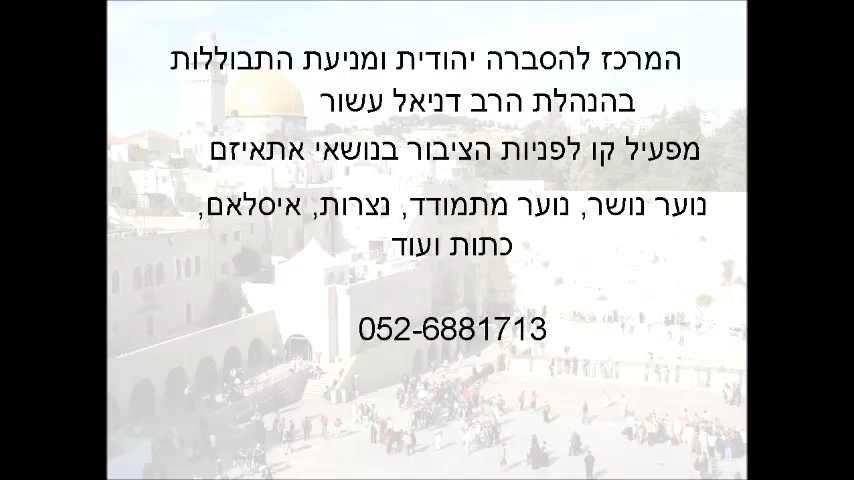 המרכז להסברה יהודית ומניעת התבוללות
בהנהלת הרב דניאל עשור
מפעיל קו לפניות הציבור בנושאי אתאיזם
נוער נושר, נוער מתמודד, נצרות, איסלאם,
כתות ועוד
052-6881713